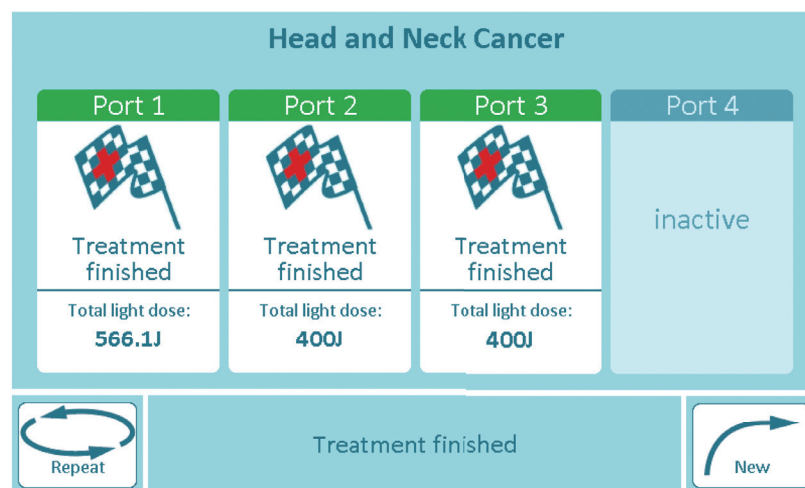 Head and Neck Cancer
Port 1
Treatment
finished
Total light dose:
566.1J
Port 2
Treatment
finished
Total light dose:
400J
Port 3
Treatment
finished
Total light dose:
400J
Port 4
inactive
Repeat
Treatment finished
New